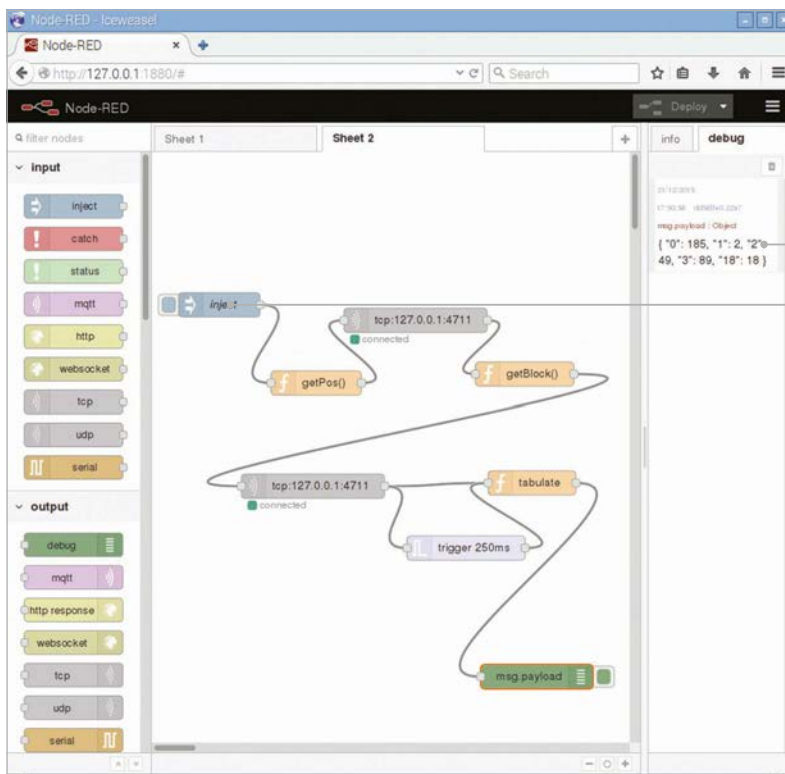 Node-RED - Iceweasel
Node-RED
http://127.0.0.1:1880/#
Search
Node-RED
Deploy
filter nodes
Sheet 1
Sheet 2
info
debug
input
inject
catch
status
mqtt
http
websocket
tcp
udp
serial
output
debug
mqtt
http response
websocket
tcp
udp
serial
inject
tcp:127.0.0.1:4711
connected
getPos()
getBlock()
tcp:127.0.0.1:4711
connected
tabulate
trigger 250ms
msg.payload
msg.payload : Object
{ "0": 185, "1": 2, "2":
49, "3": 89, "18": 18 }